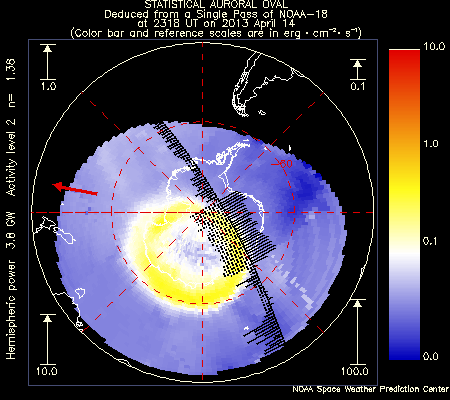 STATISTICAL AURORAL OVAL
Deduced from a Single Pass of NOAA-18
at 2318 UT on 2013 April 14
(Color bar and reference scales are in erg · cm⁻² · s⁻¹)
Hemispheric power 3.8 GW Activity level 2 n= 1.38
1.0
0.1
10.0
100.0
10.0
1.0
0.1
0.0
NOAA Space Weather Prediction Center